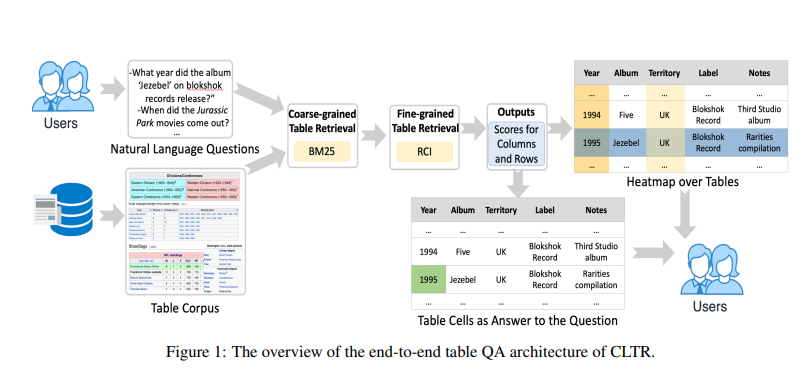 -What year did the album
'Jezebel' on blokshok
records release?"
-When did the Jurassic
Park movies come out?
...
Users
Natural Language Questions
Table Corpus
Divisions/Conferences
Standings
Coarse-grained
Table Retrieval
BM25
Fine-grained
Table Retrieval
RCI
Outputs
Scores for
Columns
and Rows
Year Album Territory Label Notes
... ... ... ...
1994 Five UK Blokshok Record Third Studio album
1995 Jezebel UK Blokshok Record Rarities compilation
... ... ... ...
Heatmap over Tables
Year Album Territory Label Notes
... ... ... ...
1994 Five UK Blokshok Record Third Studio album
1995 Jezebel UK Blokshok Record Rarities compilation
... ... ... ...
Table Cells as Answer to the Question
Users
Figure 1: The overview of the end-to-end table QA architecture of CLTR.